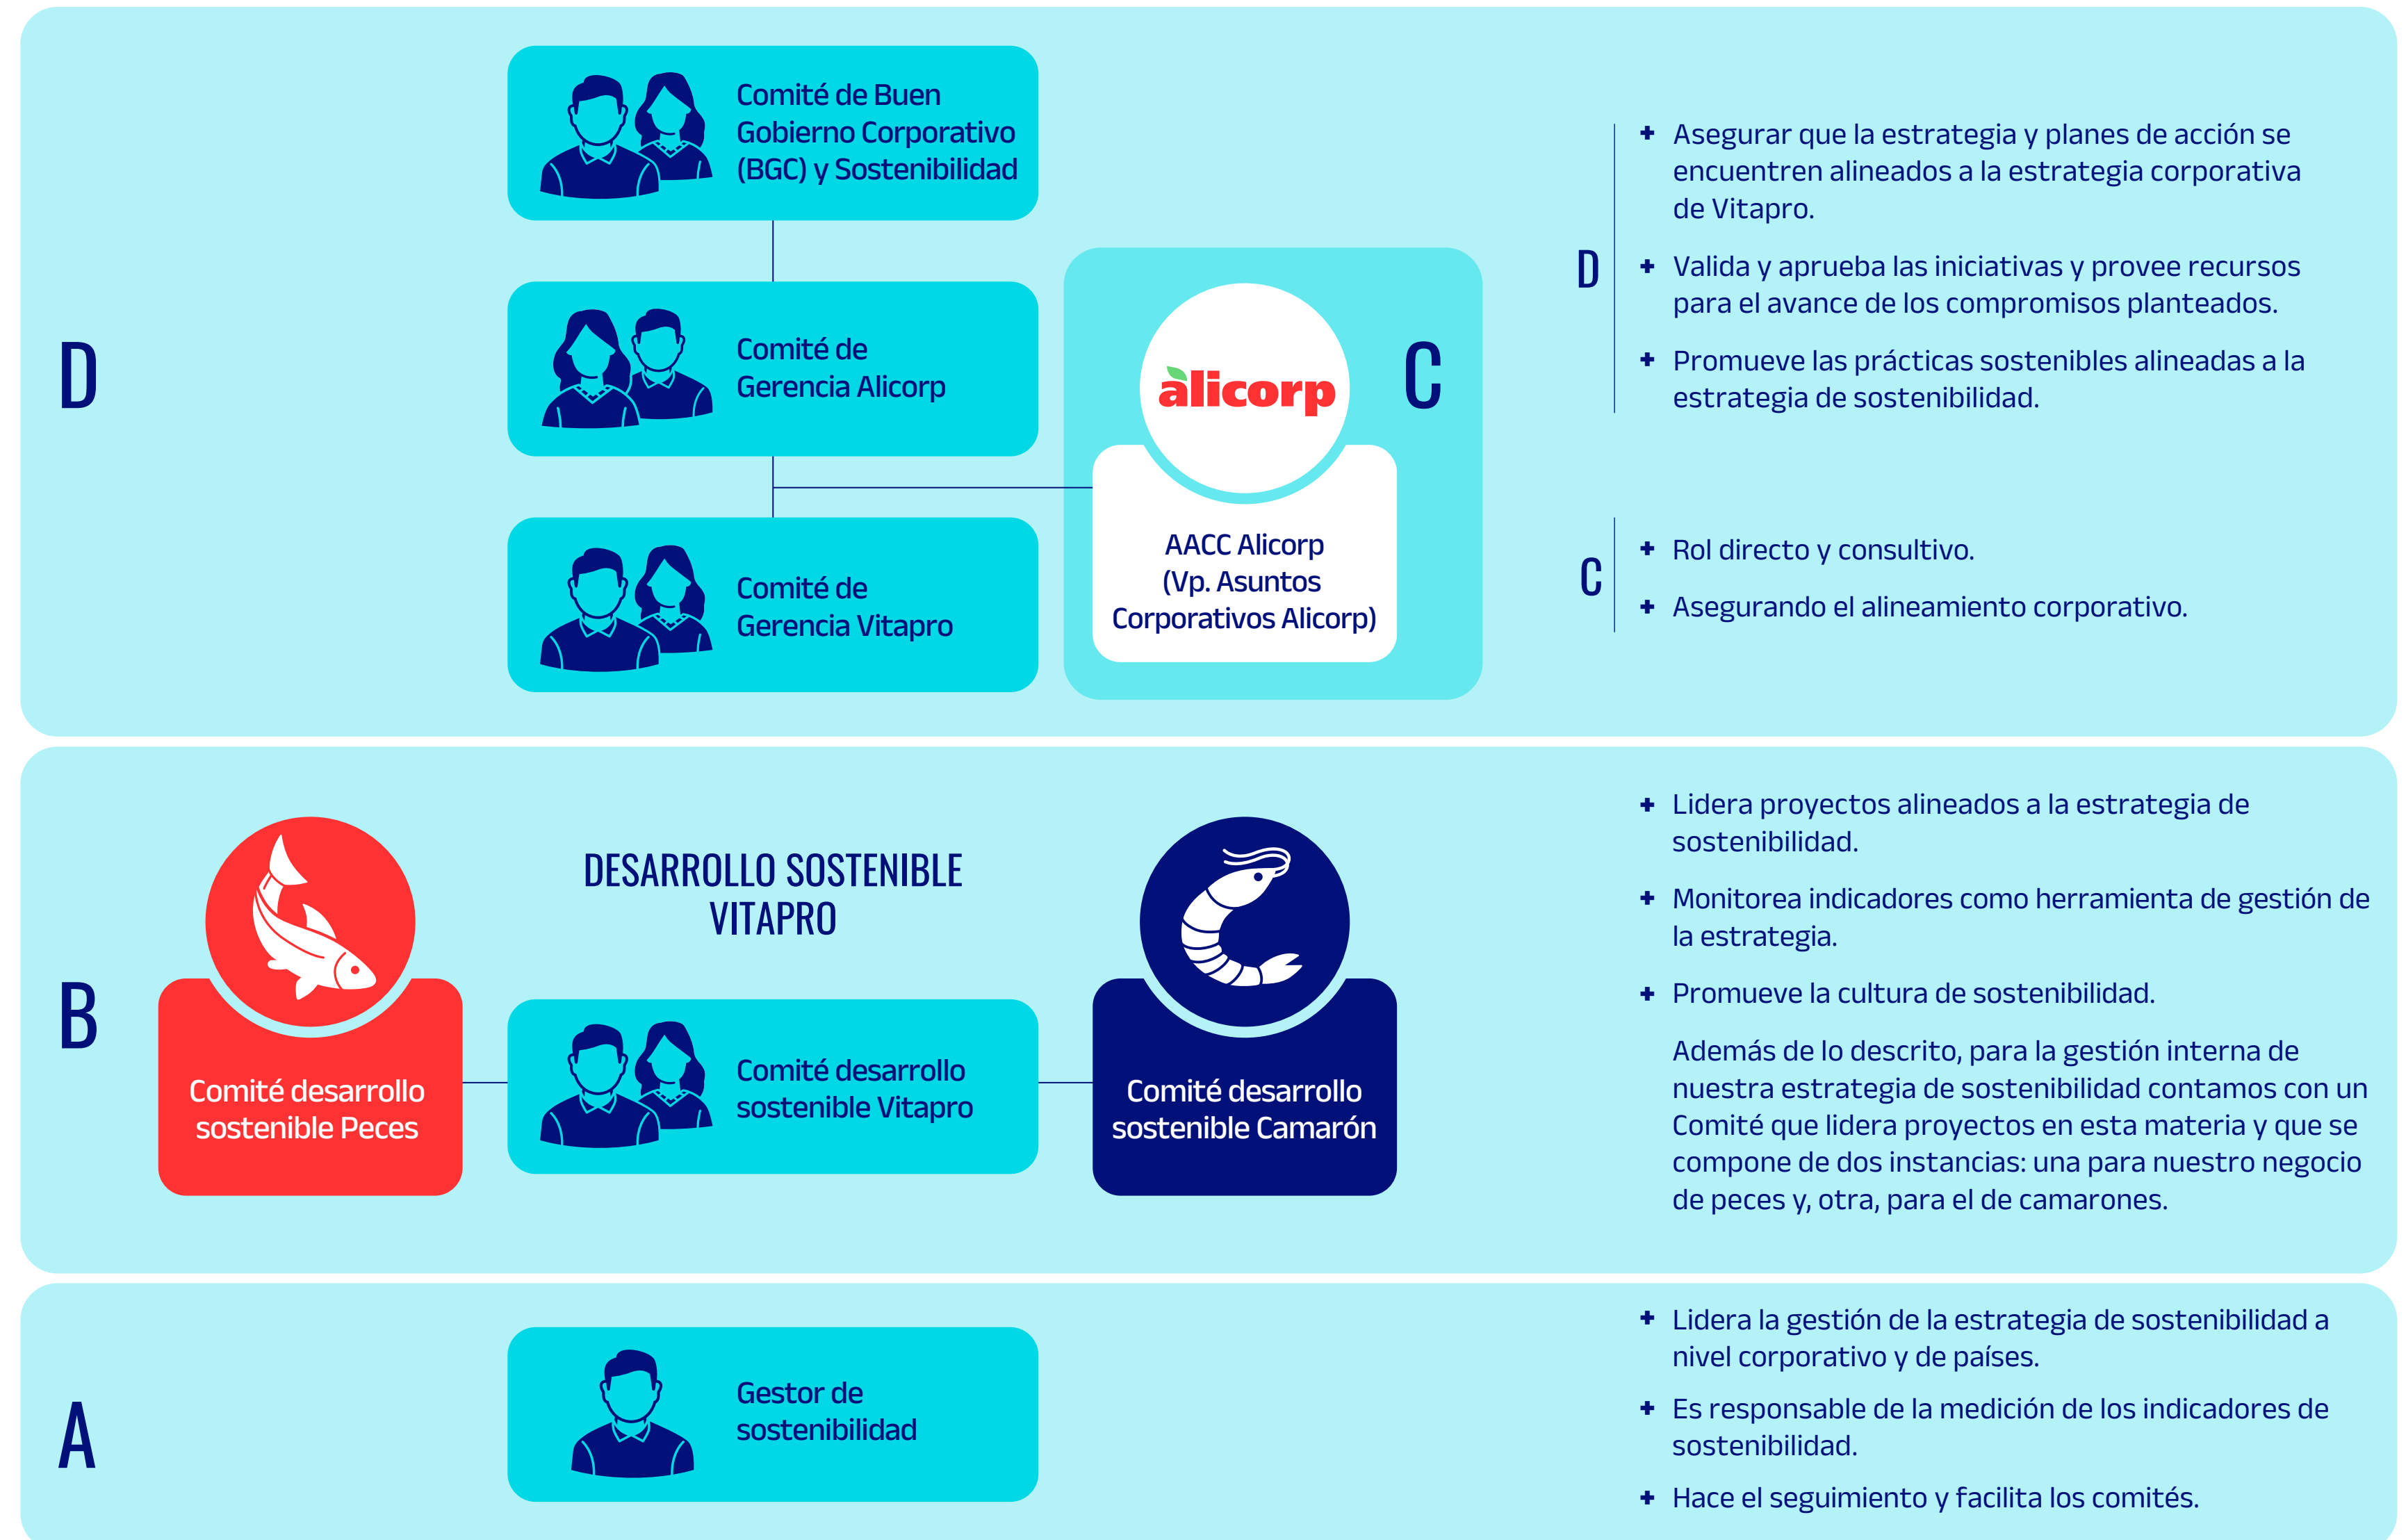 D
Comité de Buen
Gobierno Corporativo
(BGC) y Sostenibilidad
Comité de
Gerencia Alicorp
Comité de
Gerencia Vitapro
alicorp
C
AACC Alicorp
(Vp. Asuntos
Corporativos Alicorp)
D
+ Asegurar que la estrategia y planes de acción se
encuentren alineados a la estrategia corporativa
de Vitapro.
+ Valida y aprueba las iniciativas y provee recursos
para el avance de los compromisos planteados.
+ Promueve las prácticas sostenibles alineadas a la
estrategia de sostenibilidad.
C
+ Rol directo y consultivo.
+ Asegurando el alineamiento corporativo.
B
Comité desarrollo
sostenible Peces
DESARROLLO SOSTENIBLE
VITAPRO
Comité desarrollo
sostenible Vitapro
Comité desarrollo
sostenible Camarón
+ Lidera proyectos alineados a la estrategia de
sostenibilidad.
+ Monitorea indicadores como herramienta de gestión de
la estrategia.
+ Promueve la cultura de sostenibilidad.
Además de lo descrito, para la gestión interna de
nuestra estrategia de sostenibilidad contamos con un
Comité que lidera proyectos en esta materia y que se
compone de dos instancias: una para nuestro negocio
de peces y, otra, para el de camarones.
A
Gestor de
sostenibilidad
+ Lidera la gestión de la estrategia de sostenibilidad a
nivel corporativo y de países.
+ Es responsable de la medición de los indicadores de
sostenibilidad.
+ Hace el seguimiento y facilita los comités.